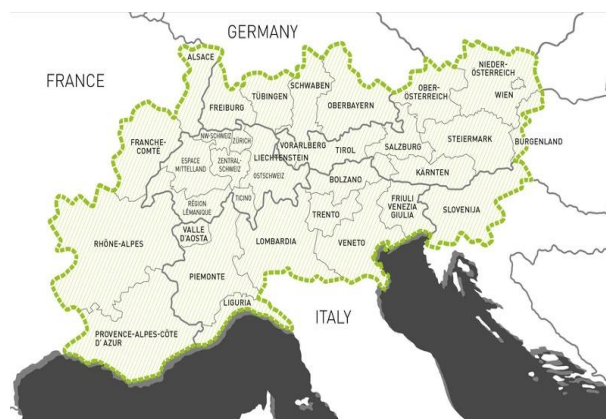 GERMANY
FRANCE
ALSACE
NIEDER-
ÖSTERREICH
SCHWABEN
OBER-
ÖSTERREICH
TÜBINGEN
WIEN
FREIBURG
OBERBAYERN
NW-SCHWEIZ
ZÜRICH
STEIERMARK
BURGENLAND
FRANCHE-
COMTÉ
VORARLBERG
TIROL
SALZBURG
ESPACE
MITTELLAND
ZENTRAL-
SCHWEIZ
LIECHTENSTEIN
KÄRNTEN
OSTSCHWEIZ
BOLZANO
RÉGION
LÉMANIQUE
TICINO
FRIULI
VENEZIA
GIULIA
SLOVENIJA
TRENTO
VALLE
D'AOSTA
RHÔNE-ALPES
LOMBARDIA
VENETO
PIEMONTE
LIGURIA
ITALY
PROVENCE-ALPES-CÔTE
D' AZUR